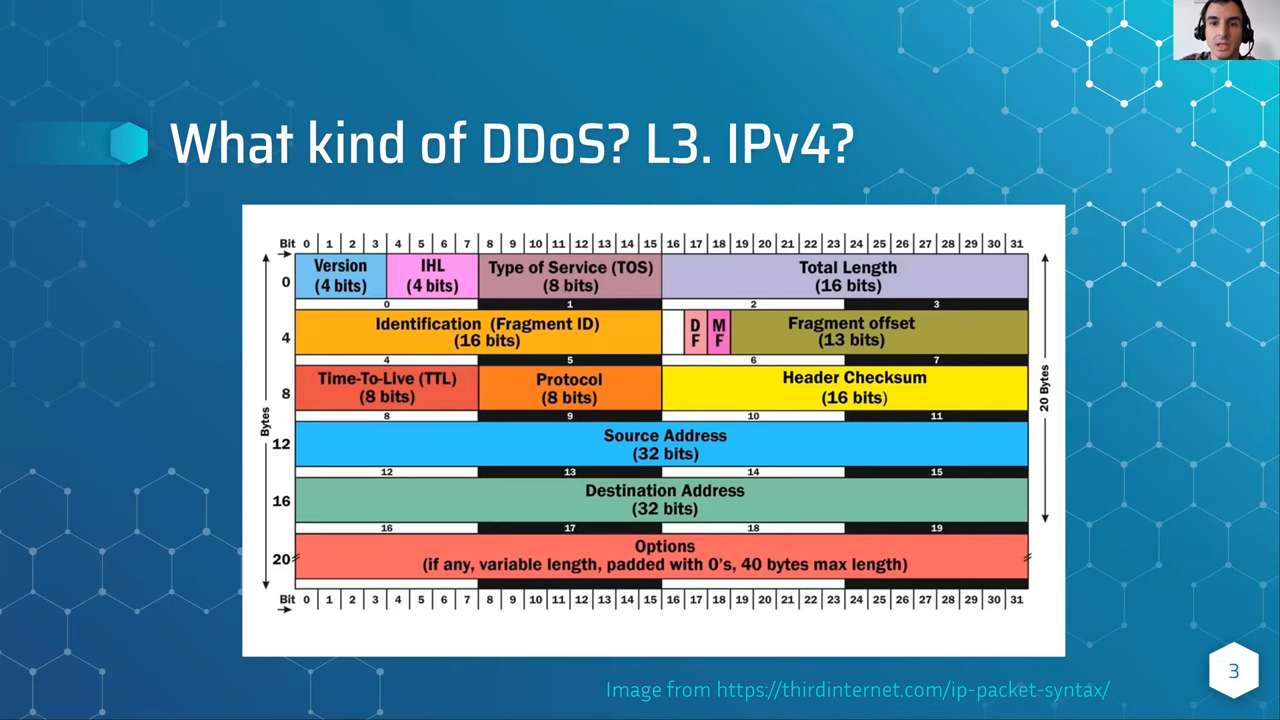 What kind of DDoS? L3. IPv4?
Bit 0 1 2 3 4 5 6 7 8 9 10 11 12 13 14 15 16 17 18 19 20 21 22 23 24 25 26 27 28 29 30 31
Version
(4 bits)
IHL
(4 bits)
Type of Service (TOS)
(8 bits)
Total Length
(16 bits)
0
0 1 2 3
Identification (Fragment ID)
(16 bits)
D
F
M
F
Fragment offset
(13 bits)
4
4 5 6 7
Time-To-Live (TTL)
(8 bits)
Protocol
(8 bits)
Header Checksum
(16 bits)
8
8 9 10 11
Source Address
(32 bits)
12
12 13 14 15
Destination Address
(32 bits)
16
16 17 18 19
Options
(if any, variable length, padded with 0's, 40 bytes max length)
20
Bytes
20 Bytes
Bit 0 1 2 3 4 5 6 7 8 9 10 11 12 13 14 15 16 17 18 19 20 21 22 23 24 25 26 27 28 29 30 31
3
Image from https://thirdinternet.com/ip-packet-syntax/